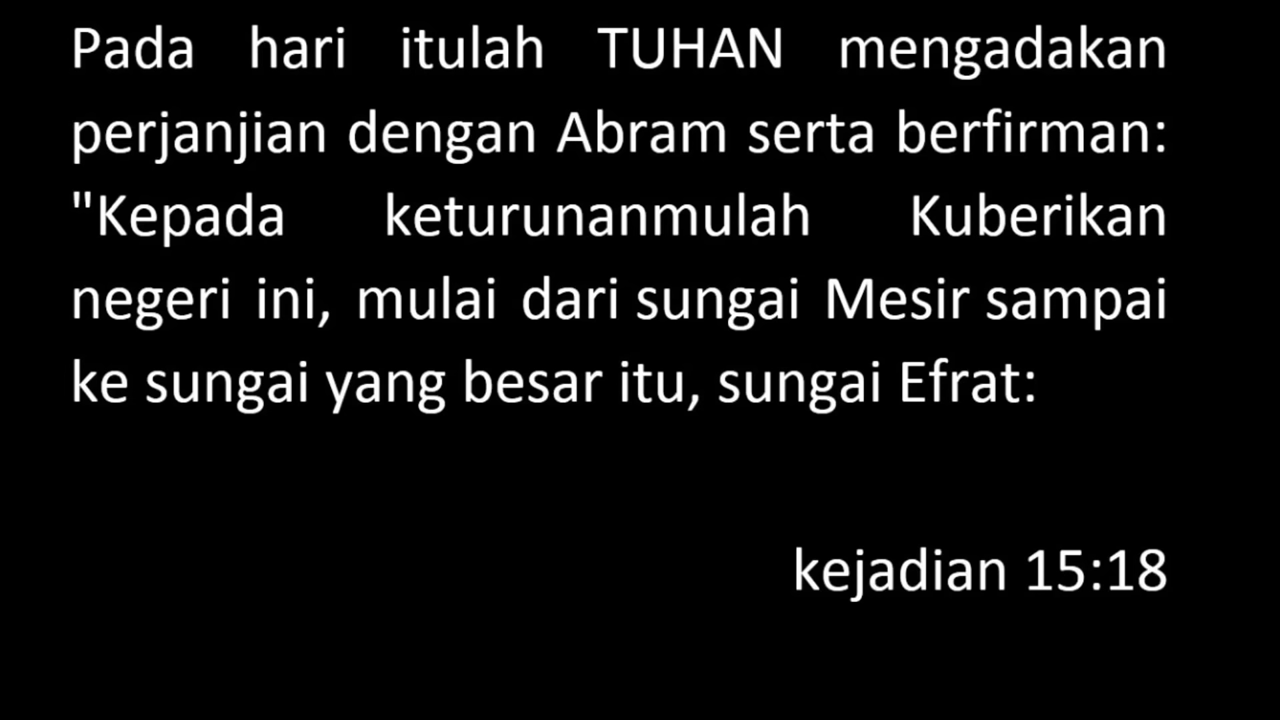 Pada hari itulah TUHAN mengadakan
perjanjian dengan Abram serta berfirman:
"Kepada keturunanmulah Kuberikan
negeri ini, mulai dari sungai Mesir sampai
ke sungai yang besar itu, sungai Efrat:
kejadian 15:18